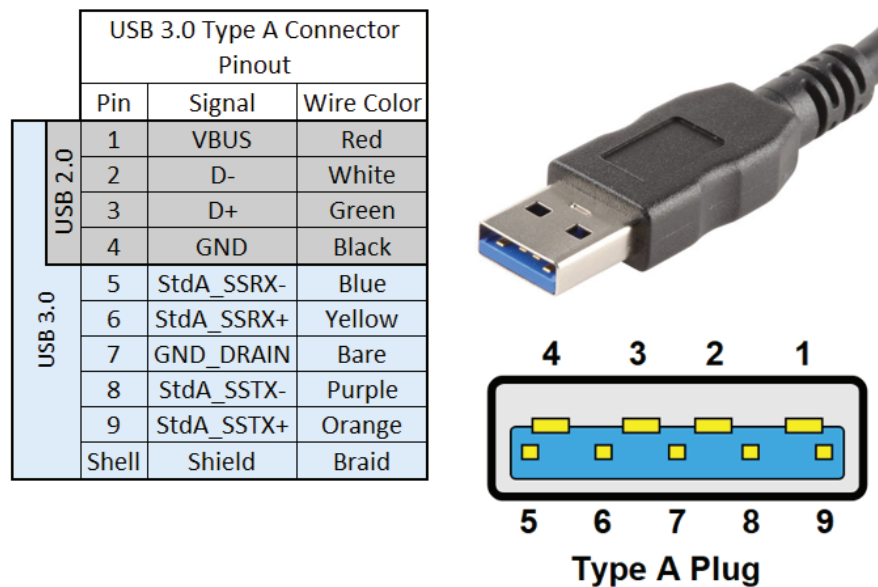 USB 3.0 Type A Connector
Pinout
Pin Signal Wire Color
USB 2.0
1 VBUS Red
2 D- White
3 D+ Green
4 GND Black
USB 3.0
5 StdA_SSRX- Blue
6 StdA_SSRX+ Yellow
7 GND_DRAIN Bare
8 StdA_SSTX- Purple
9 StdA_SSTX+ Orange
Shell Shield Braid
4 3 2 1
5 6 7 8 9
Type A Plug